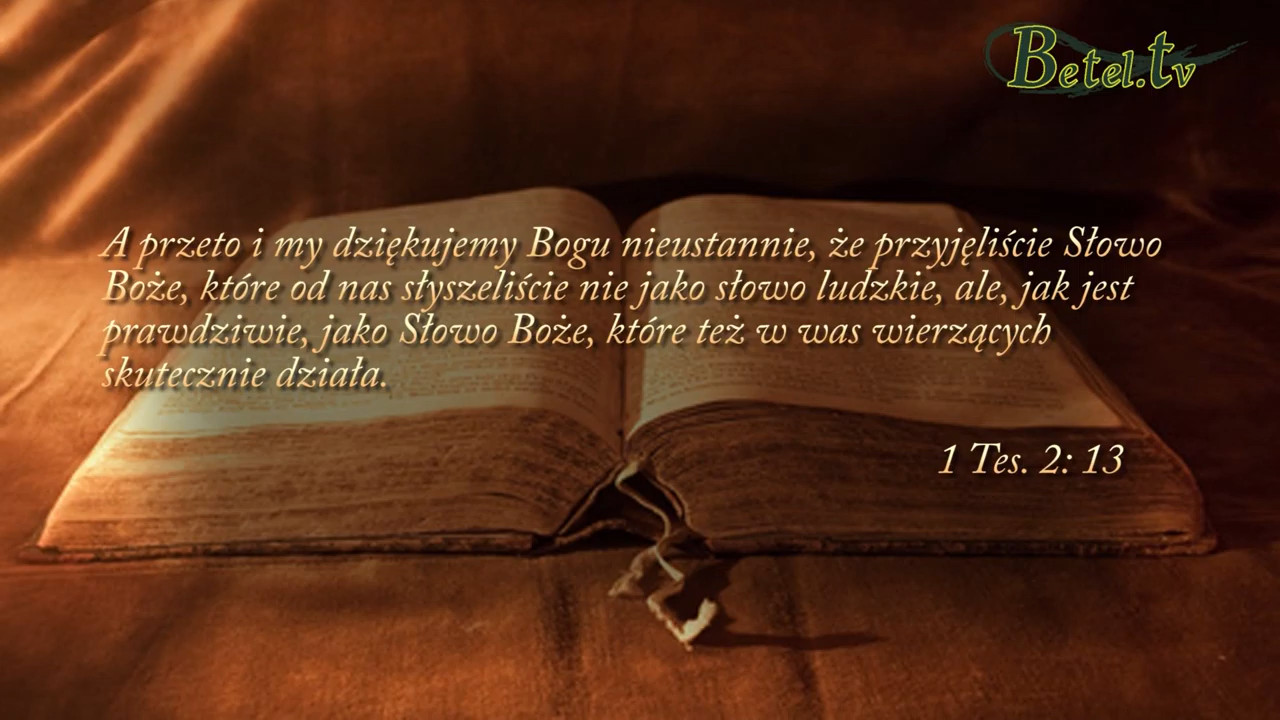 Betel.tv
A przeto i my dziękujemy Bogu nieustannie, że przyjęliście Słowo
Boże, które od nas słyszeliście nie jako słowo ludzkie, ale, jak jest
prawdziwie, jako Słowo Boże, które też w was wierzących
skutecznie działa.
1 Tes. 2: 13